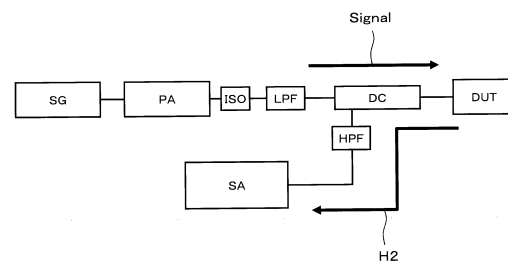 Signal
SG
PA
ISO
LPF
DC
DUT
HPF
SA
H2